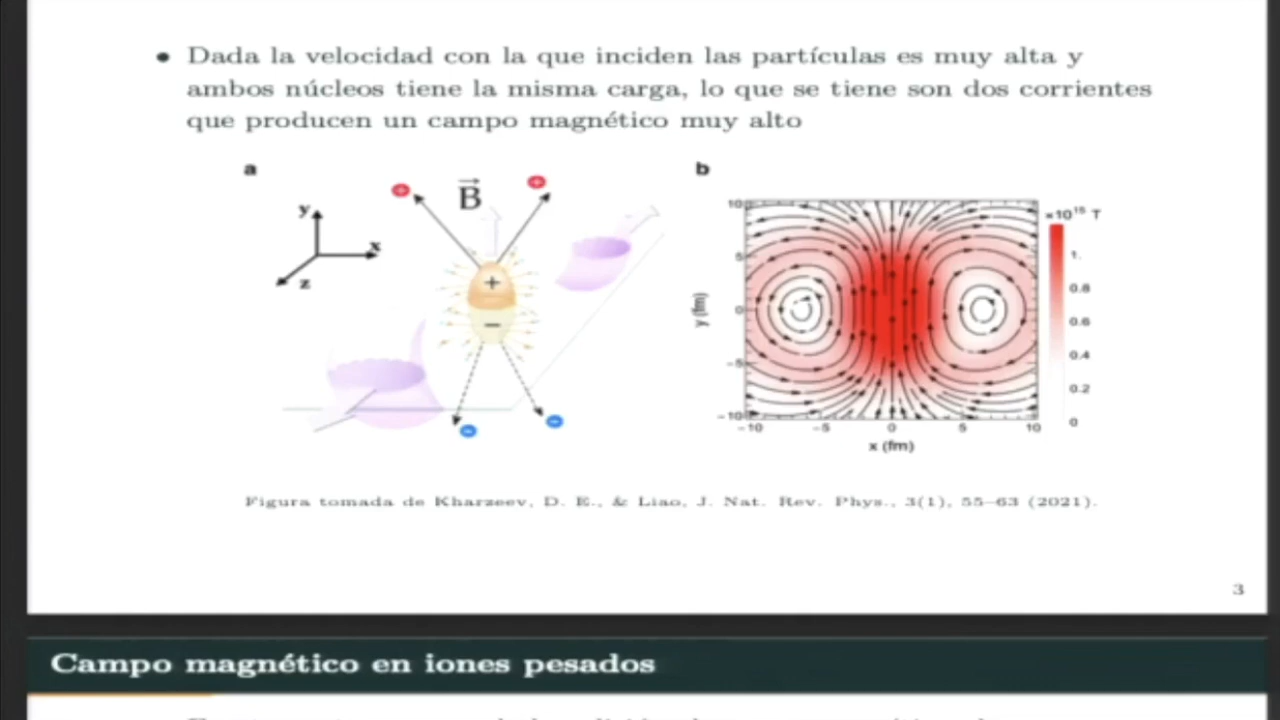 • Dada la velocidad con la que inciden las partículas es muy alta y
ambos núcleos tiene la misma carga, lo que se tiene son dos corrientes
que producen un campo magnético muy alto
a
b
B
y
x
z
+
−
×10¹⁵ T
1.
0.8
0.6
0.4
0.2
0
10
5
0
−5
−10
y (fm)
−10 −5 0 5 10
x (fm)
Figura tomada de Kharzeev, D. E., & Liao, J. Nat. Rev. Phys., 3(1), 55–63 (2021).
3
Campo magnético en iones pesados